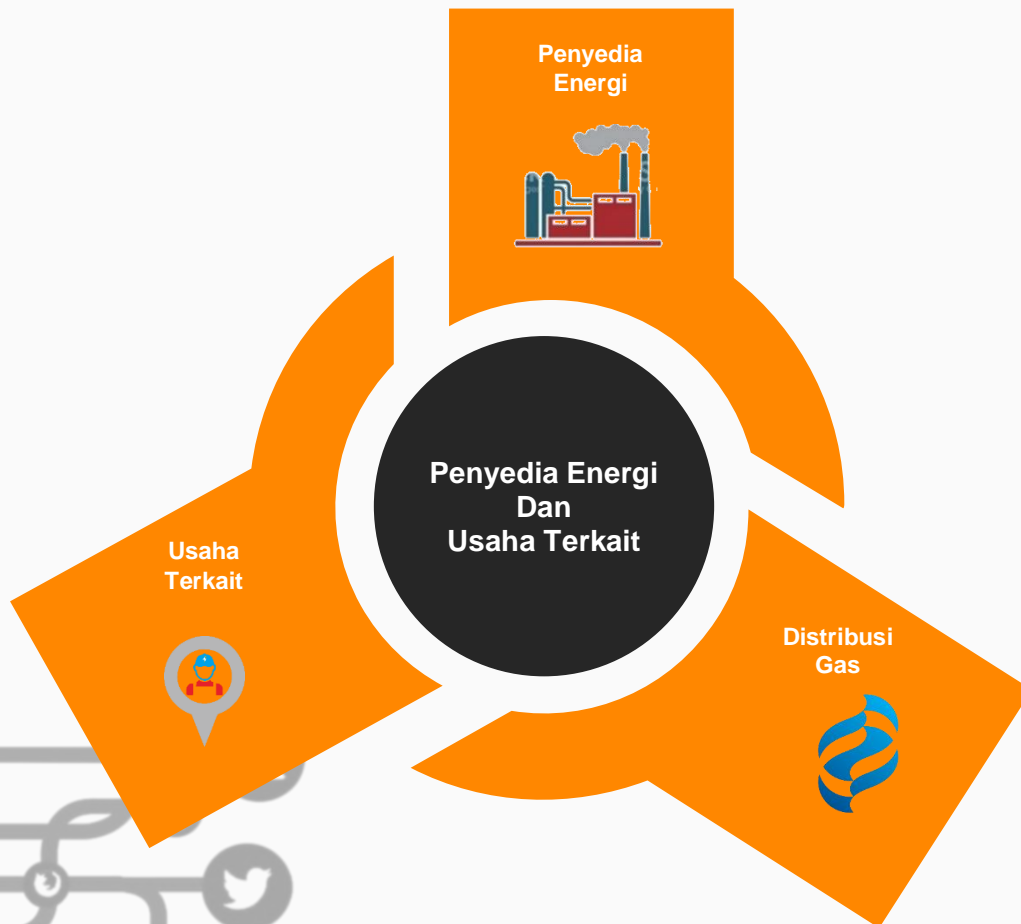 Penyedia
Energi
Penyedia Energi
Dan
Usaha Terkait
Usaha
Terkait
Distribusi
Gas